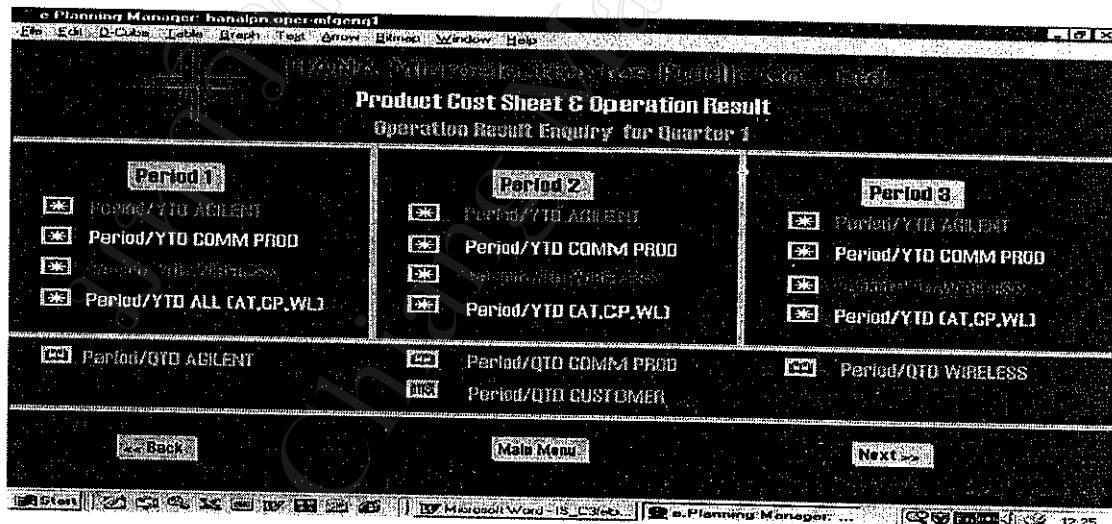 e.Planning Manager: hanalpn.oper-mfgenq1
File Edit D-Cube Table Graph Text Arrow Bitmap Window Help
Product Cost Sheet & Operation Result
Operation Result Enquiry for Quarter 1
Period 1
Period/YTD AGILENT
Period/YTD COMM PROD
Period/YTD ALL (AT,CP,WL)
Period 2
Period/YTD AGILENT
Period/YTD COMM PROD
Period/YTD (AT,CP,WL)
Period 3
Period/YTD AGILENT
Period/YTD COMM PROD
Period/YTD (AT,CP,WL)
Period/QTD AGILENT
Period/QTD COMM PROD
Period/QTD WIRELESS
Period/QTD CUSTOMER
Back
Main Menu
Next
Start
Microsoft Word
e.Planning Manager: ...
12:25
Chiang